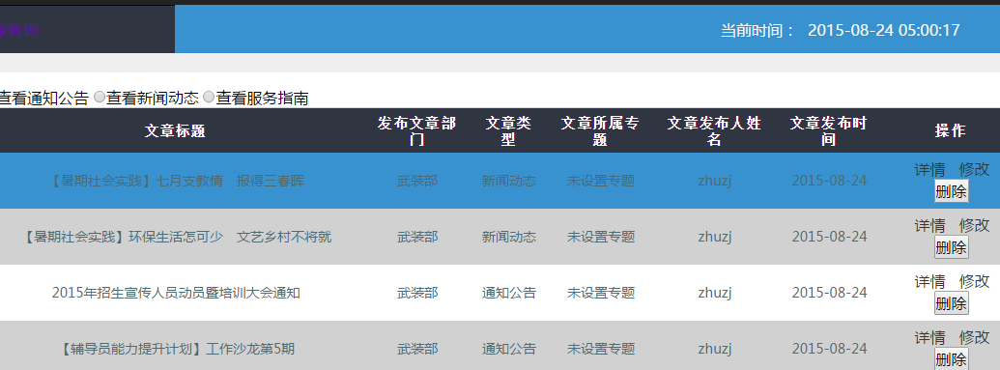 当前时间： 2015-08-24 05:00:17
查看通知公告 查看新闻动态 查看服务指南
文章标题 发布文章部门 文章类型 文章所属专题 文章发布人姓名 文章发布时间 操作
【暑期社会实践】七月支教情 报得三春晖 武装部 新闻动态 未设置专题 zhuzj 2015-08-24 详情 修改
删除
【暑期社会实践】环保生活怎可少 文艺乡村不将就 武装部 新闻动态 未设置专题 zhuzj 2015-08-24 详情 修改
删除
2015年招生宣传人员动员暨培训大会通知 武装部 通知公告 未设置专题 zhuzj 2015-08-24 详情 修改
删除
【辅导员能力提升计划】工作沙龙第5期 武装部 通知公告 未设置专题 zhuzj 2015-08-24 详情 修改
删除